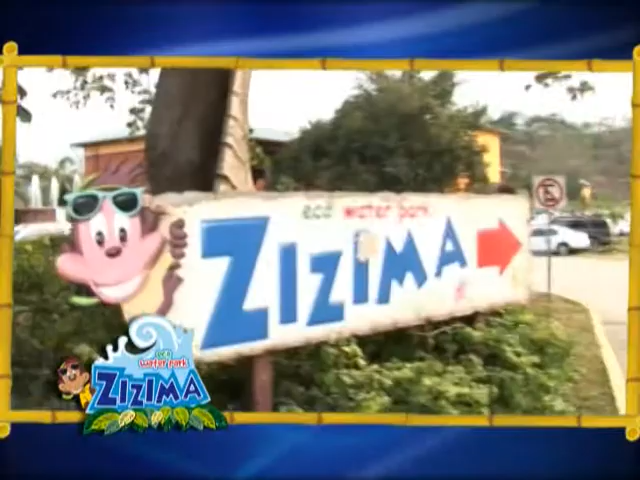 eco water park
ZIZIMA
eco
water park
ZIZIMA